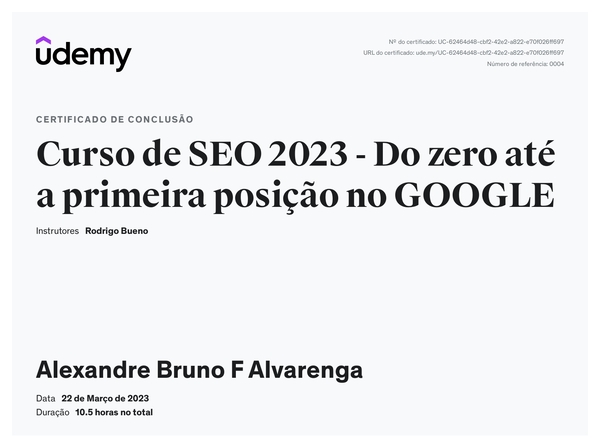 udemy
Nº do certificado: UC-62464d48-cbf2-42e2-a822-e70f026ff697
URL do certificado: ude.my/UC-62464d48-cbf2-42e2-a822-e70f026ff697
Número de referência: 0004
CERTIFICADO DE CONCLUSÃO
Curso de SEO 2023 - Do zero até
a primeira posição no GOOGLE
Instrutores Rodrigo Bueno
Alexandre Bruno F Alvarenga
Data 22 de Março de 2023
Duração 10.5 horas no total